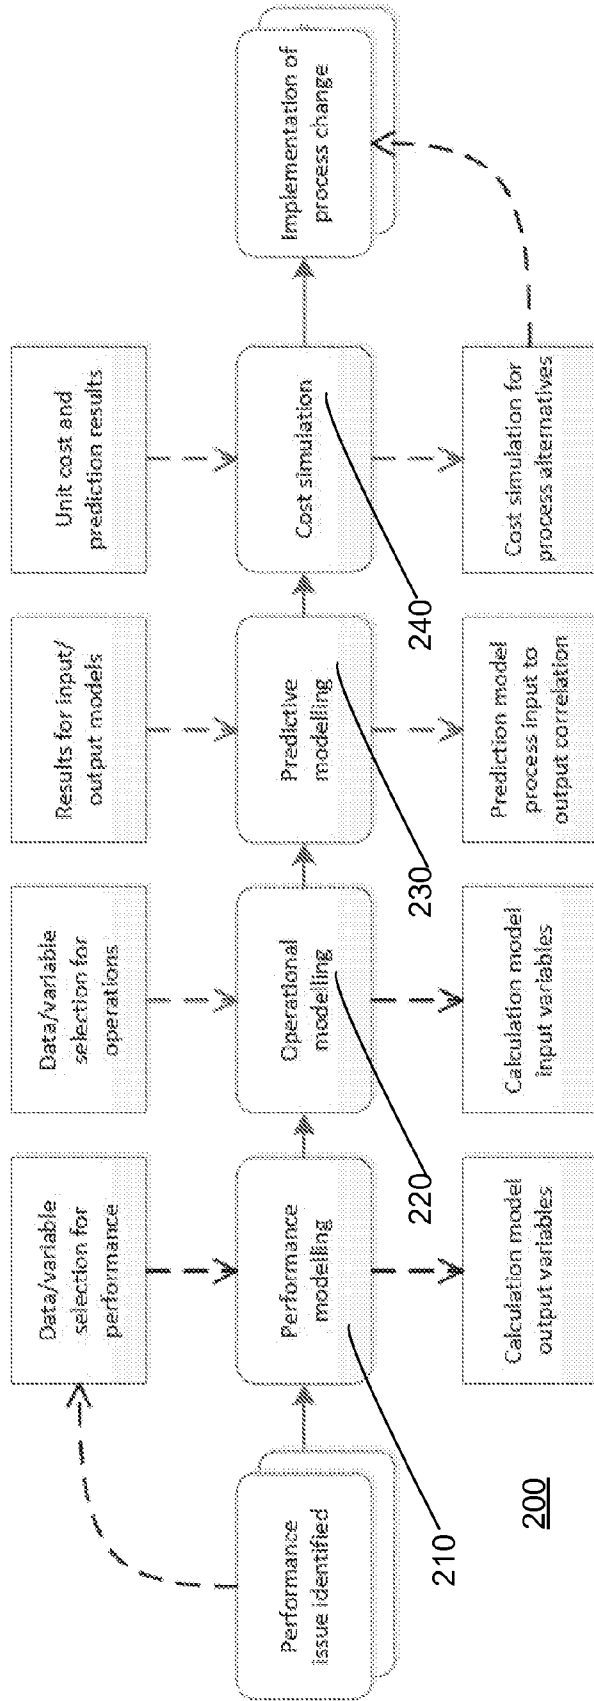 Data/variable
selection for
performance
Data/variable
selection for
operations
Results for input/
output models
Unit cost and
prediction results
Performance
issue identified
Performance
modelling
Operational
modelling
Predictive
modelling
Cost simulation
Implementation of
process change
210
220
230
240
Calculation model
output variables
Calculation model
input variables
Prediction model
process input to
output correlation
Cost simulation for
process alternatives
200